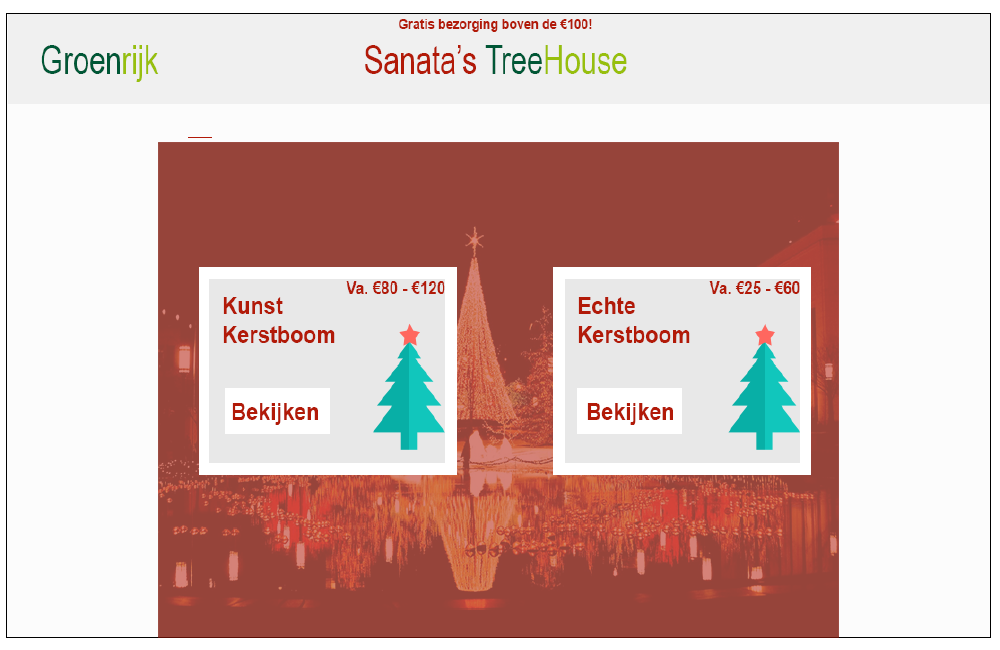 Gratis bezorging boven de €100!
Groenrijk
Sanata's TreeHouse
Va. €80 - €120
Kunst
Kerstboom
Bekijken
Va. €25 - €60
Echte
Kerstboom
Bekijken